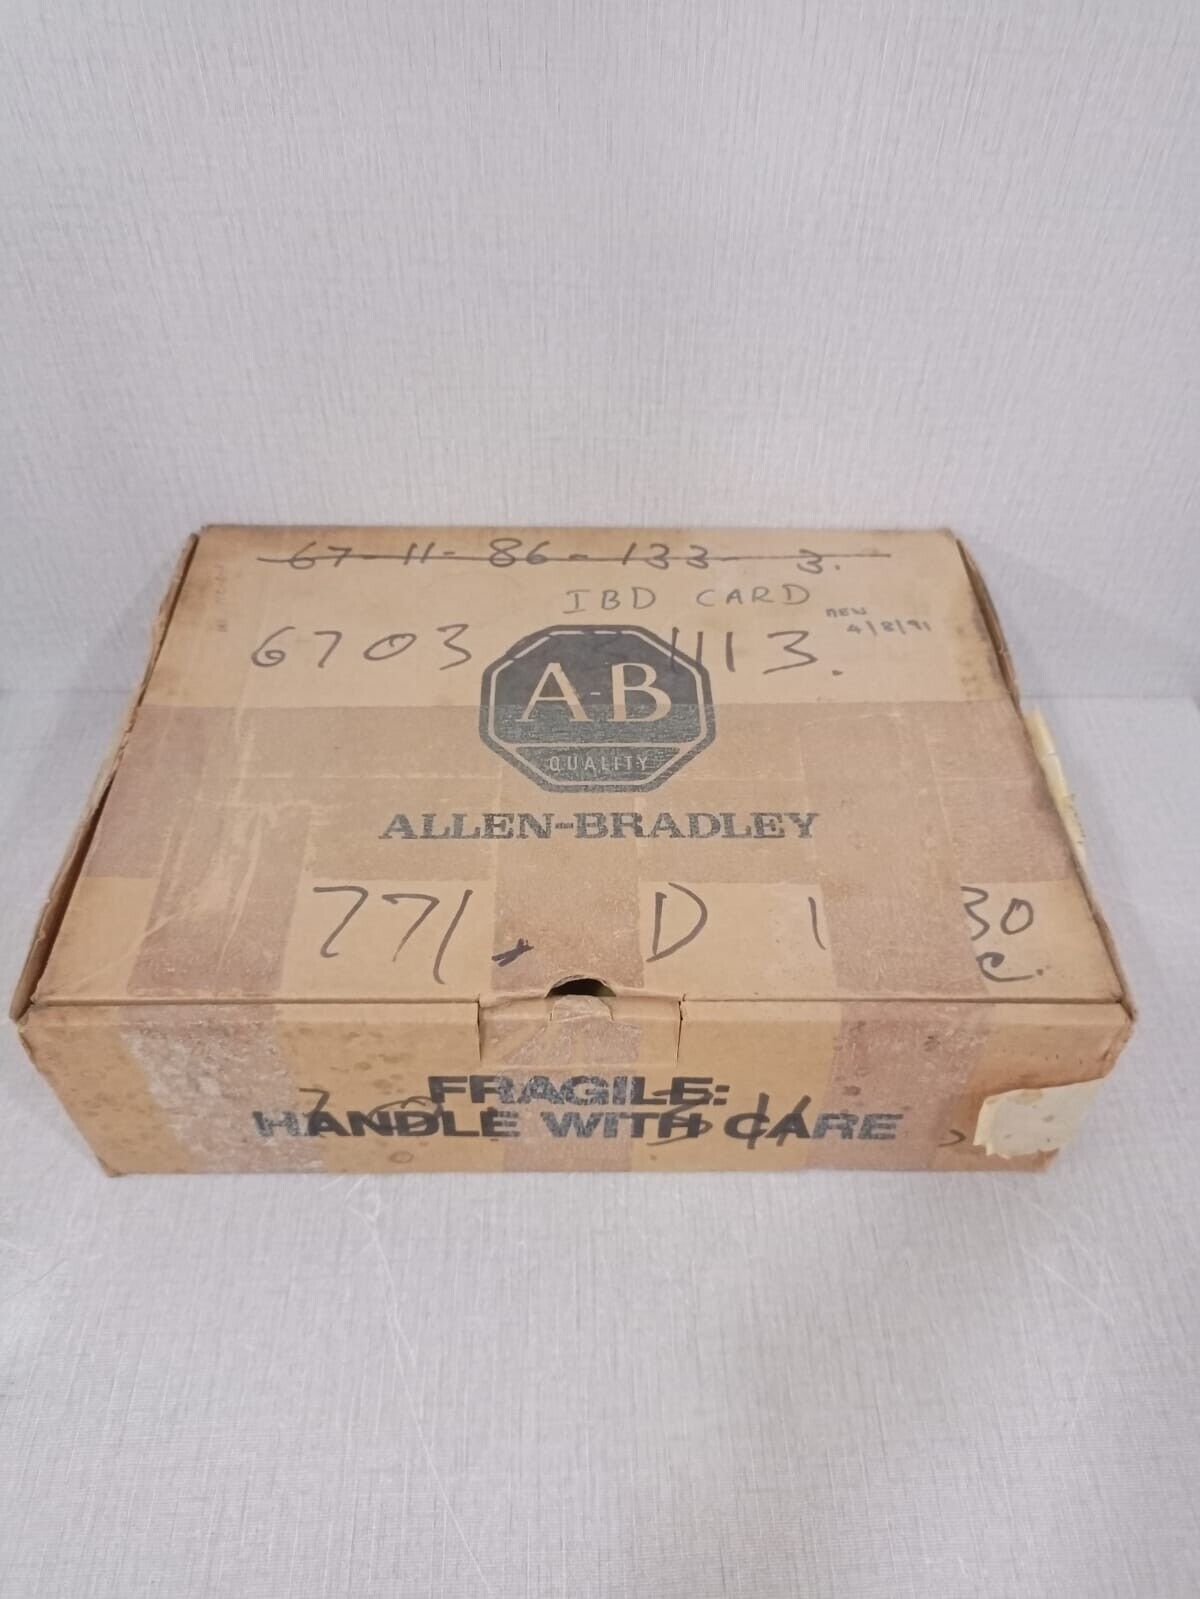 67-11-86-133-3.
IBD CARD
NEW
4/8/91
6703 1113.
A-B
QUALITY
ALLEN-BRADLEY
771. D 1 30
C.
FRAGILE:
HANDLE WITH CARE